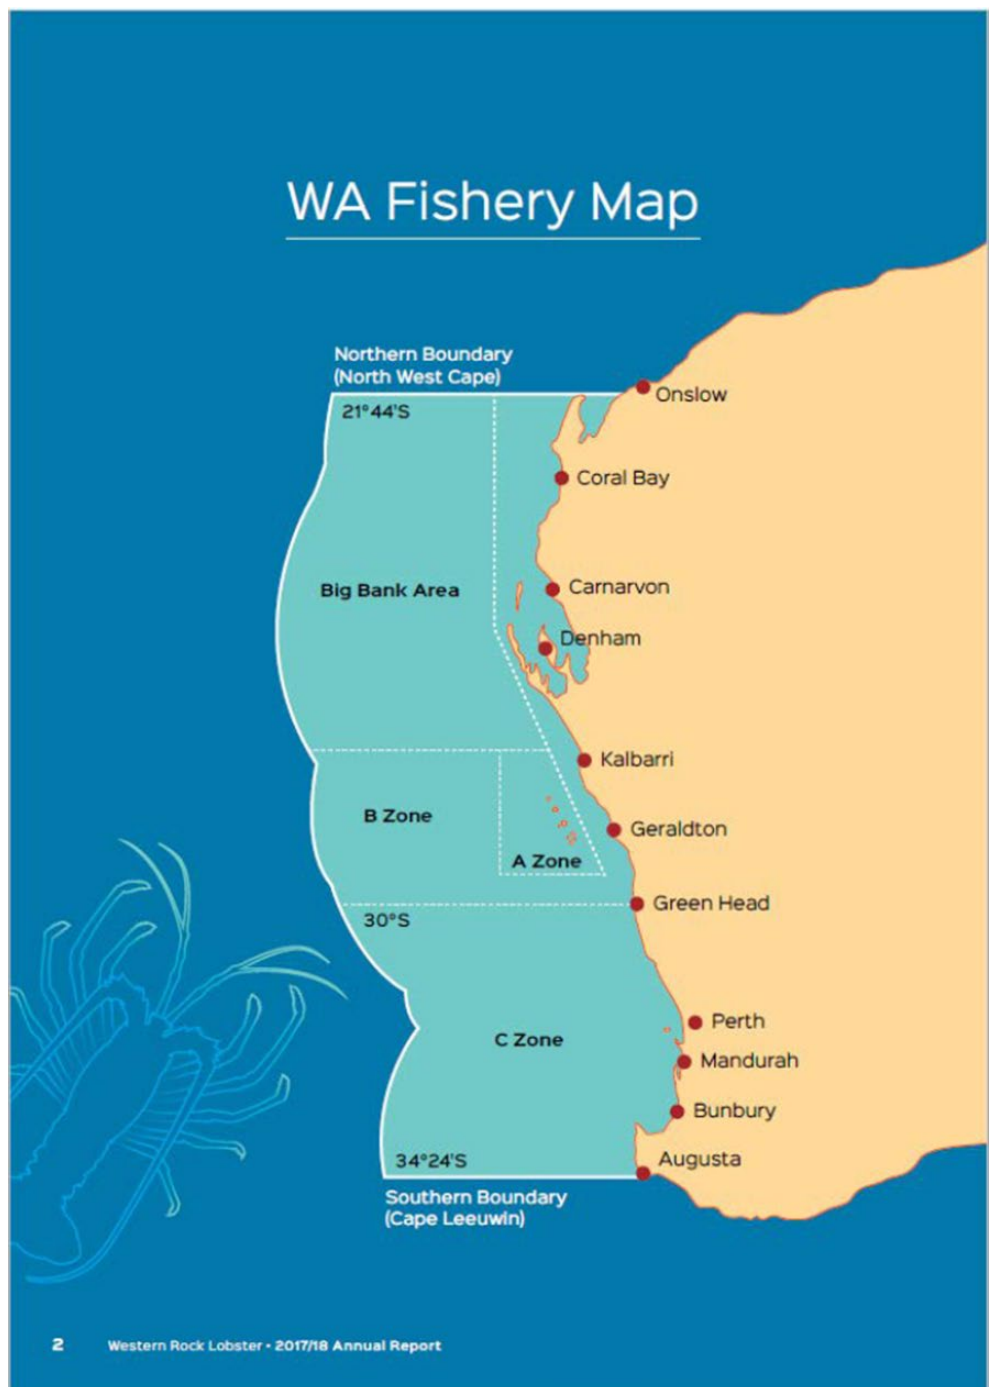 WA Fishery Map
Northern Boundary
(North West Cape)
21°44'S
Onslow
Coral Bay
Big Bank Area
Carnarvon
Denham
Kalbarri
B Zone
Geraldton
A Zone
Green Head
30°S
Perth
C Zone
Mandurah
Bunbury
34°24'S
Augusta
Southern Boundary
(Cape Leeuwin)
2 Western Rock Lobster • 2017/18 Annual Report